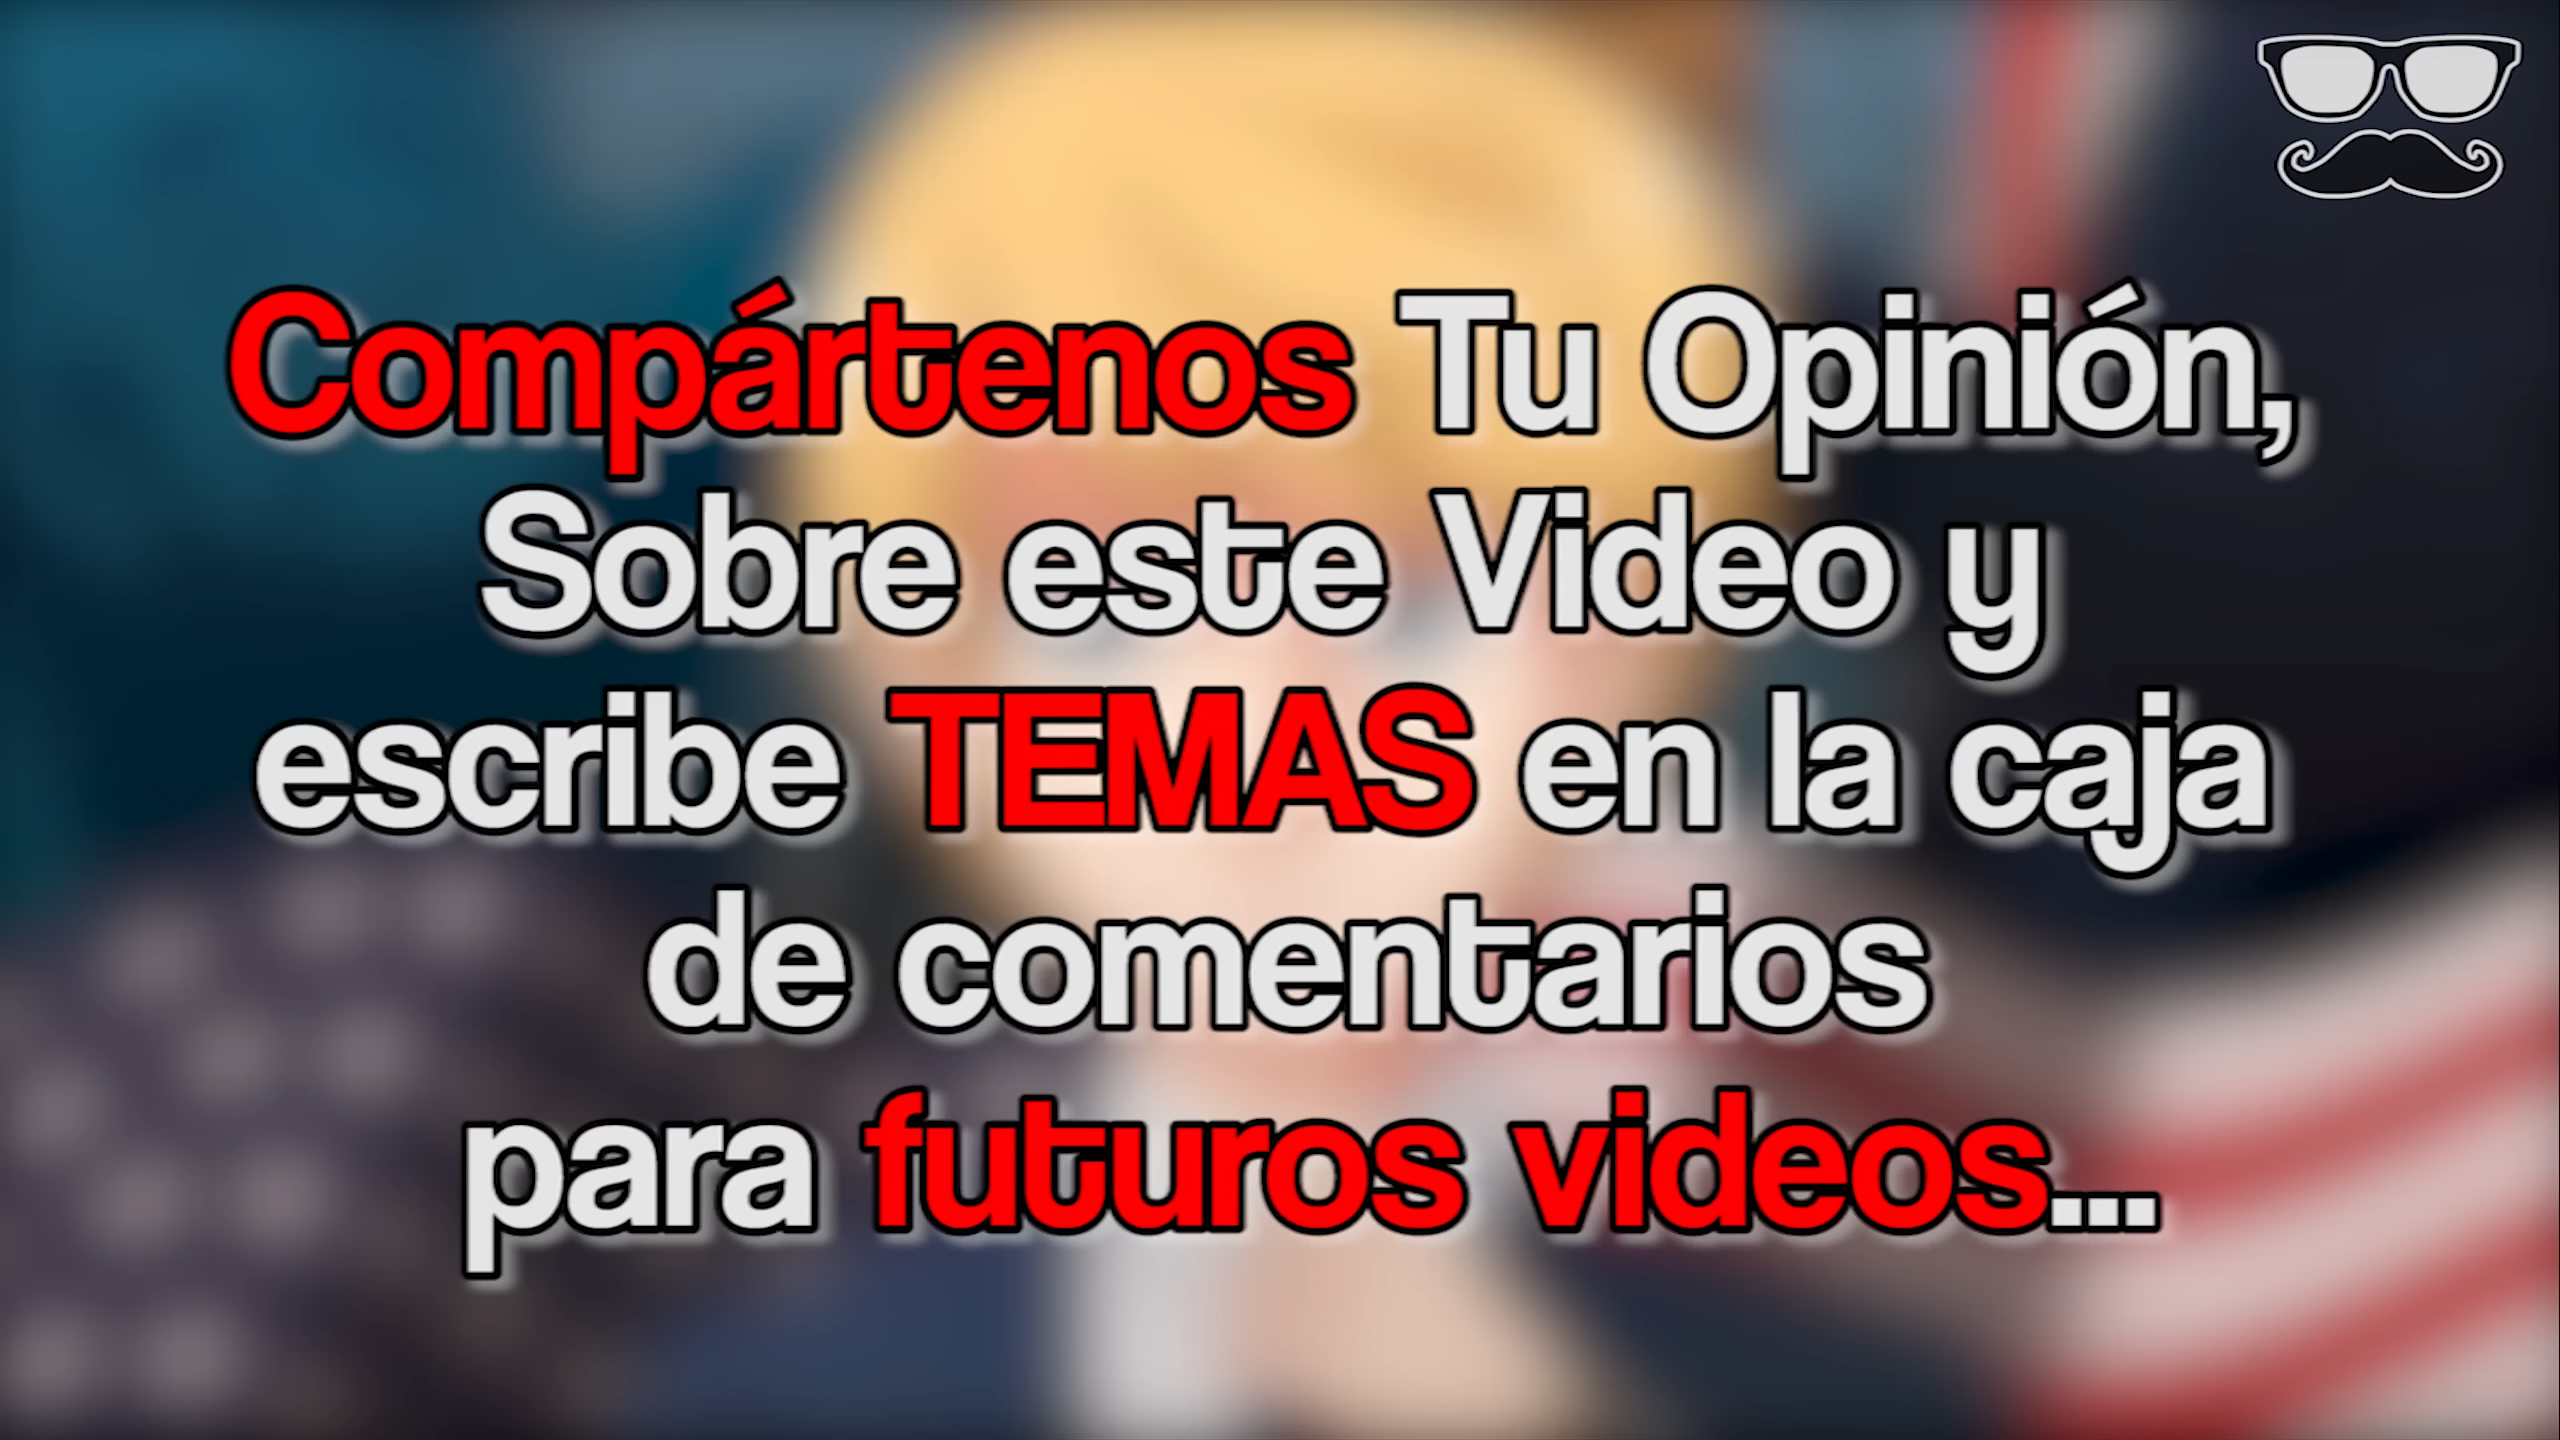 Compártenos Tu Opinión,
Sobre este Video y
escribe TEMAS en la caja
de comentarios
para futuros videos...